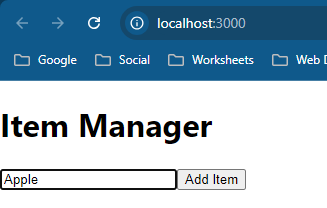 localhost:3000
Google Social Worksheets Web
Item Manager
Apple Add Item